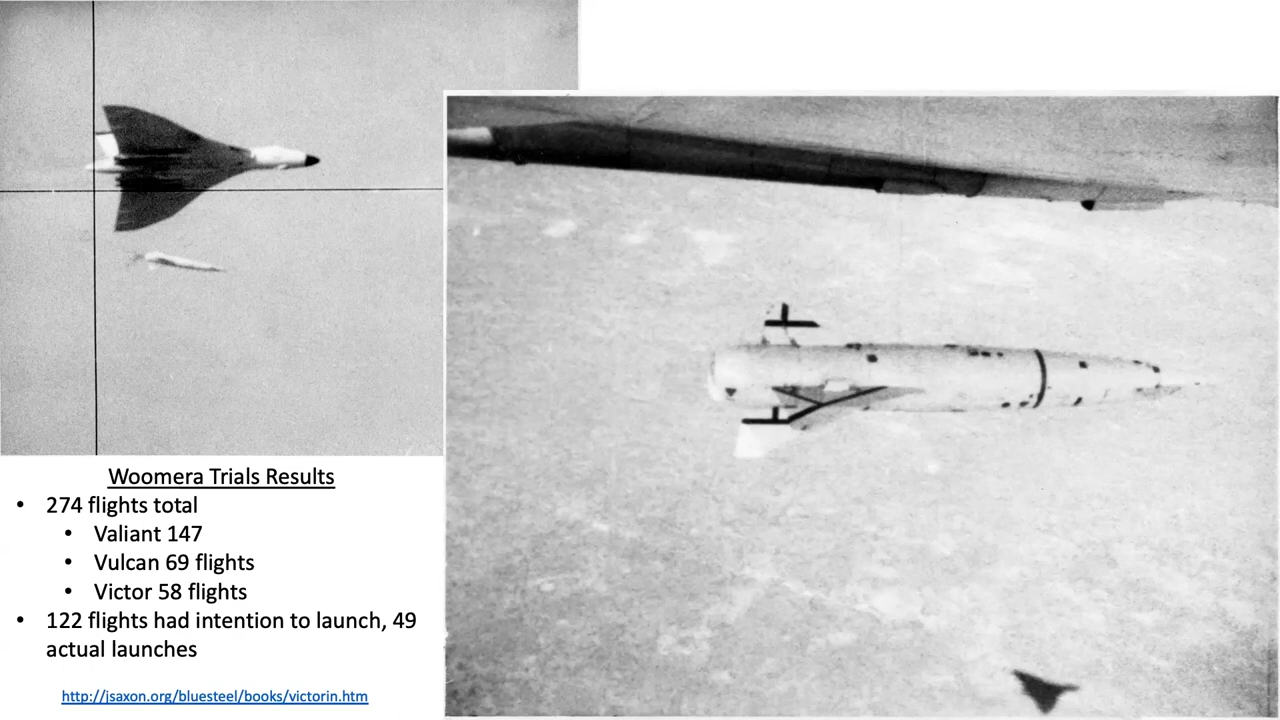 Woomera Trials Results
• 274 flights total
• Valiant 147
• Vulcan 69 flights
• Victor 58 flights
• 122 flights had intention to launch, 49
actual launches
http://jsaxon.org/bluesteel/books/victorin.htm